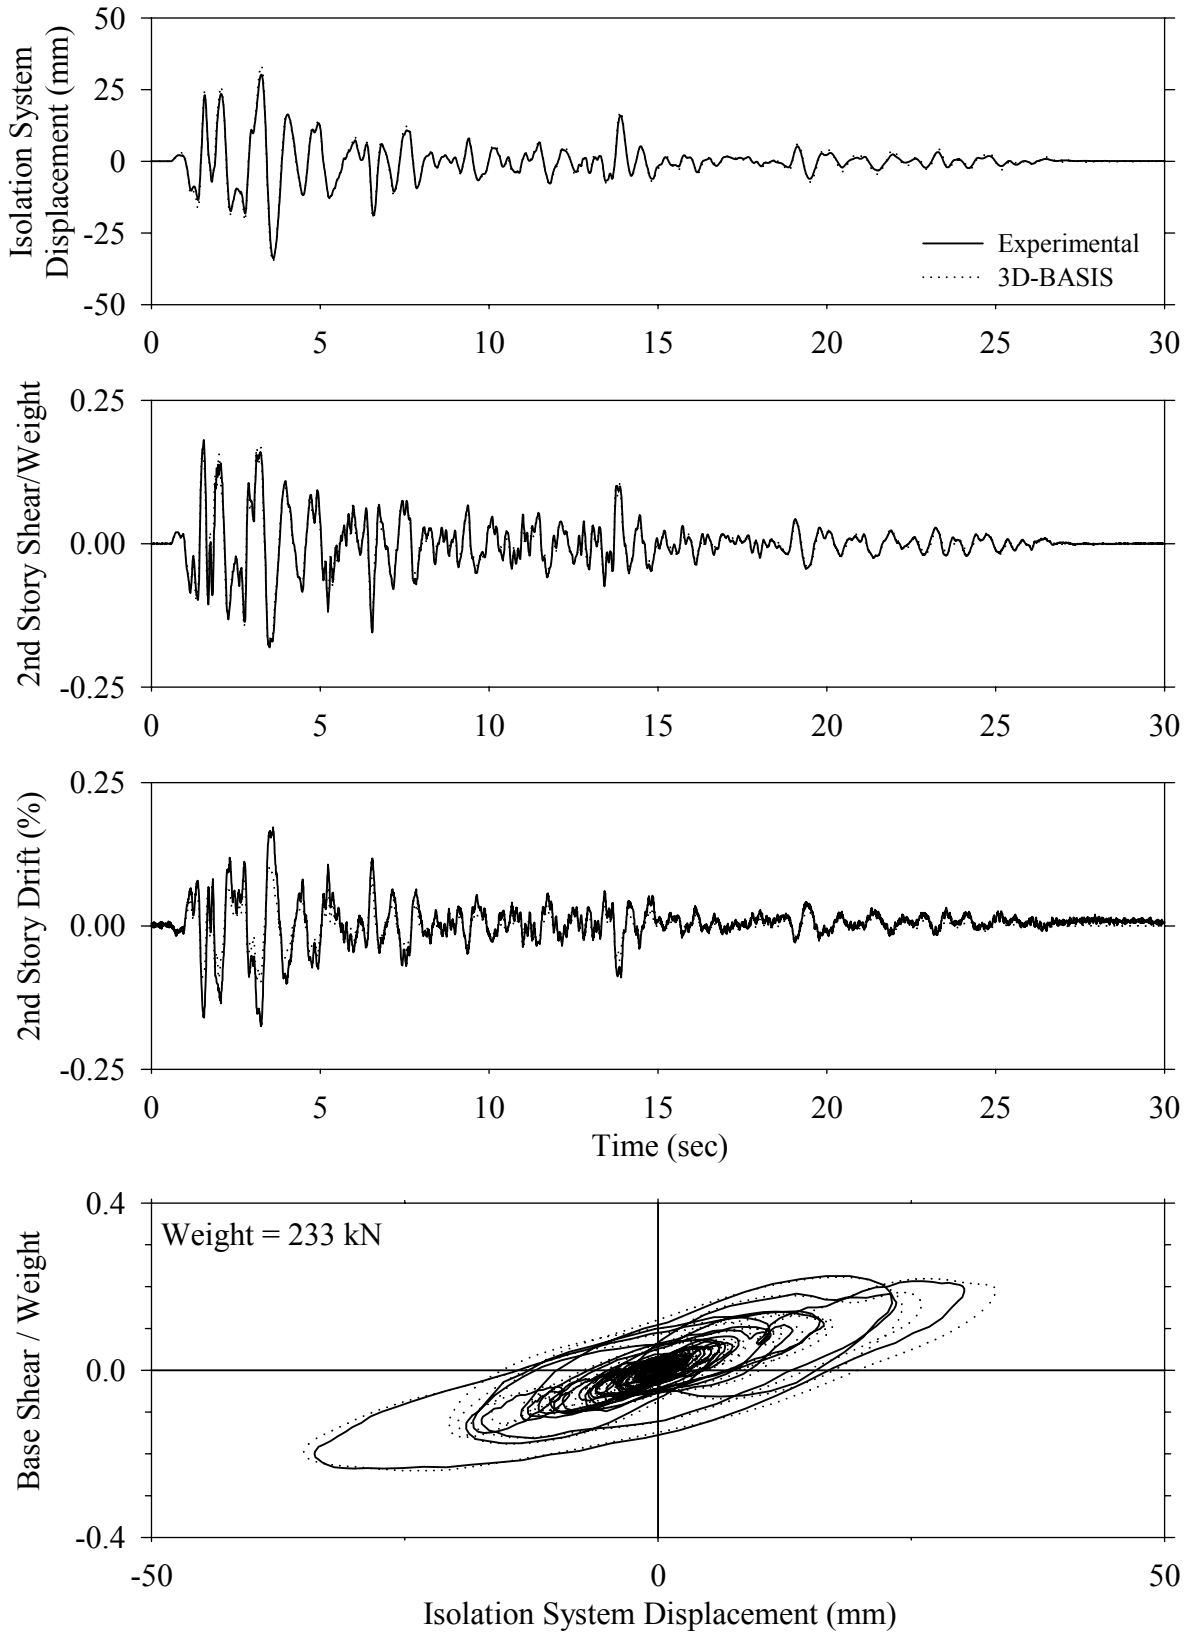 Isolation System
Displacement (mm)
50
25
0
-25
-50
Experimental
3D-BASIS
0 5 10 15 20 25 30
2nd Story Shear/Weight
0.25
0.00
-0.25
0 5 10 15 20 25 30
2nd Story Drift (%)
0.25
0.00
-0.25
0 5 10 15 20 25 30
Time (sec)
Base Shear / Weight
0.4
0.0
-0.4
Weight = 233 kN
-50 0 50
Isolation System Displacement (mm)